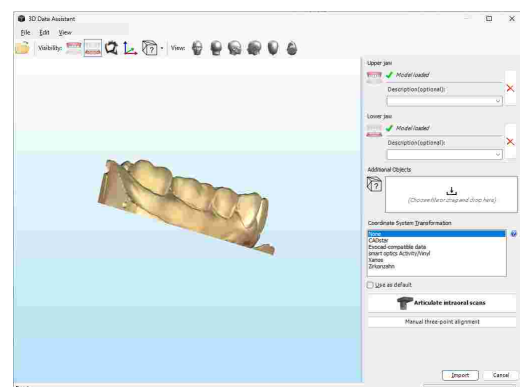 3D Data Assistant
File Edit View
Visibility: View:
Upper jaw
Model loaded
Description(optional):
Lower jaw
Model loaded
Description(optional):
Additional Objects
(Choose file or drag and drop here)
Coordinate System Transformation
None
CADstar
Exocad-compatible data
smart optics Activity/Vinyl
Xanos
Zirkonzahn
Use as default
Articulate intraoral scans
Manual three-point alignment
Import Cancel